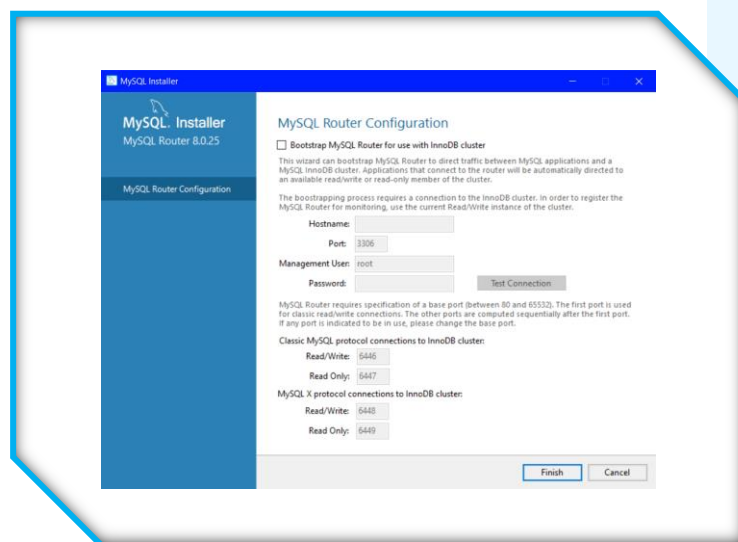 MySQL Installer
MySQL. Installer
MySQL Router 8.0.25
MySQL Router Configuration
MySQL Router Configuration
Bootstrap MySQL Router for use with InnoDB cluster
This wizard can bootstrap MySQL Router to direct traffic between MySQL applications and a
MySQL InnoDB cluster. Applications that connect to the router will be automatically directed to
an available read/write or read-only member of the cluster.
The boostrapping process requires a connection to the InnoDB cluster. In order to register the
MySQL Router for monitoring, use the current Read/Write instance of the cluster.
Hostname:
Port: 3306
Management User: root
Password: Test Connection
MySQL Router requires specification of a base port (between 80 and 65532). The first port is used
for classic read/write connections. The other ports are computed sequentially after the first port.
If any port is indicated to be in use, please change the base port.
Classic MySQL protocol connections to InnoDB cluster:
Read/Write: 6446
Read Only: 6447
MySQL X protocol connections to InnoDB cluster:
Read/Write: 6448
Read Only: 6449
Finish Cancel